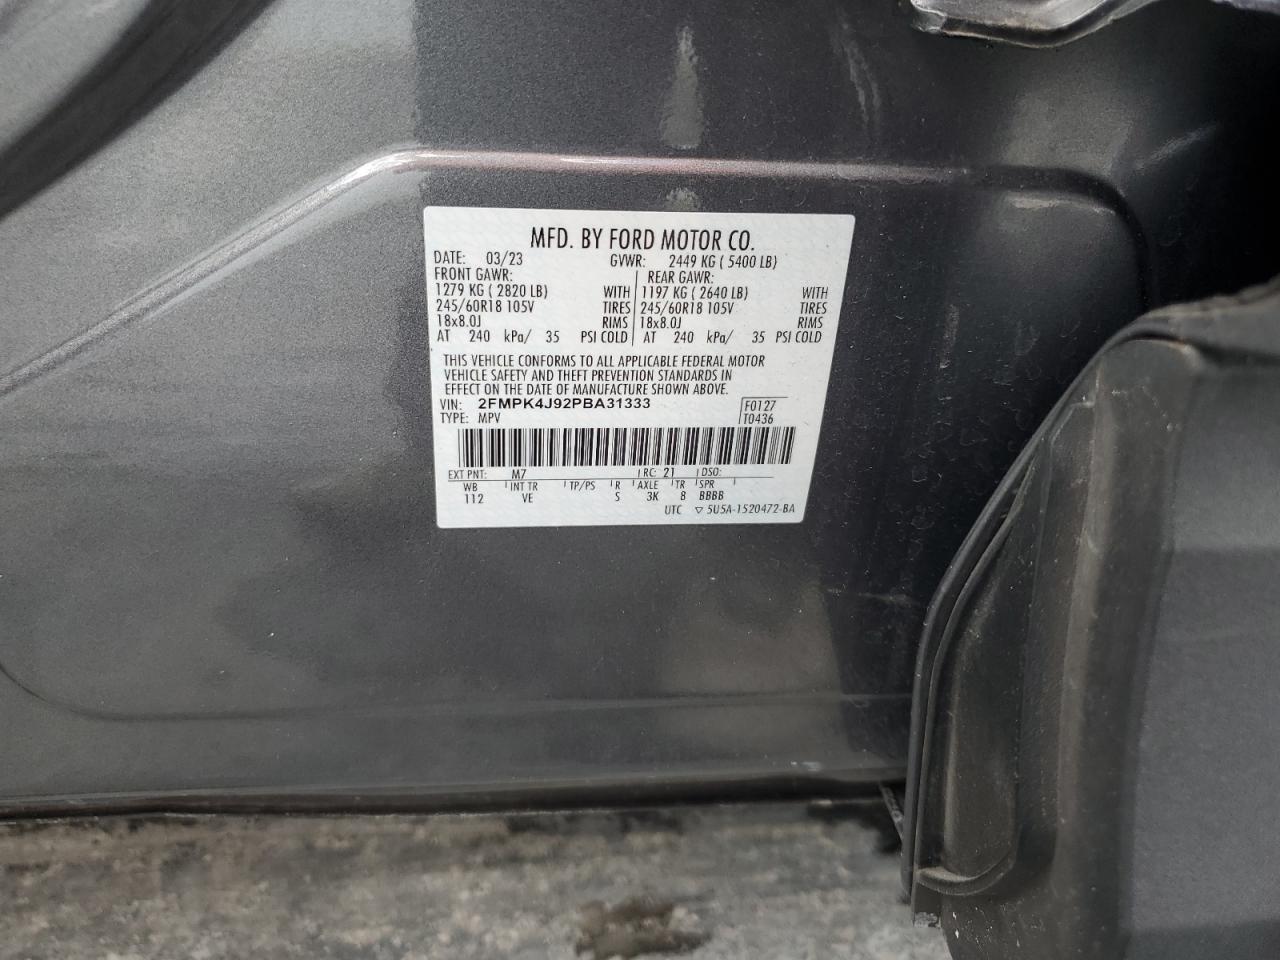 MFD. BY FORD MOTOR CO.
DATE: 03/23 GVWR: 2449 KG ( 5400 LB)
FRONT GAWR: REAR GAWR:
1279 KG ( 2820 LB) WITH 1197 KG ( 2640 LB) WITH
245/60R18 105V TIRES 245/60R18 105V TIRES
18x8.0J RIMS 18x8.0J RIMS
AT 240 kPa/ 35 PSI COLD AT 240 kPa/ 35 PSI COLD
THIS VEHICLE CONFORMS TO ALL APPLICABLE FEDERAL MOTOR
VEHICLE SAFETY AND THEFT PREVENTION STANDARDS IN
EFFECT ON THE DATE OF MANUFACTURE SHOWN ABOVE.
VIN: 2FMPK4J92PBA31333 F0127
TYPE: MPV T0436
EXT PNT: M7 RC: 21 DSO:
WB INT TR TP/PS R AXLE TR SPR
112 VE S 3K 8 BBBB
UTC ▽ 5U5A-1520472-BA